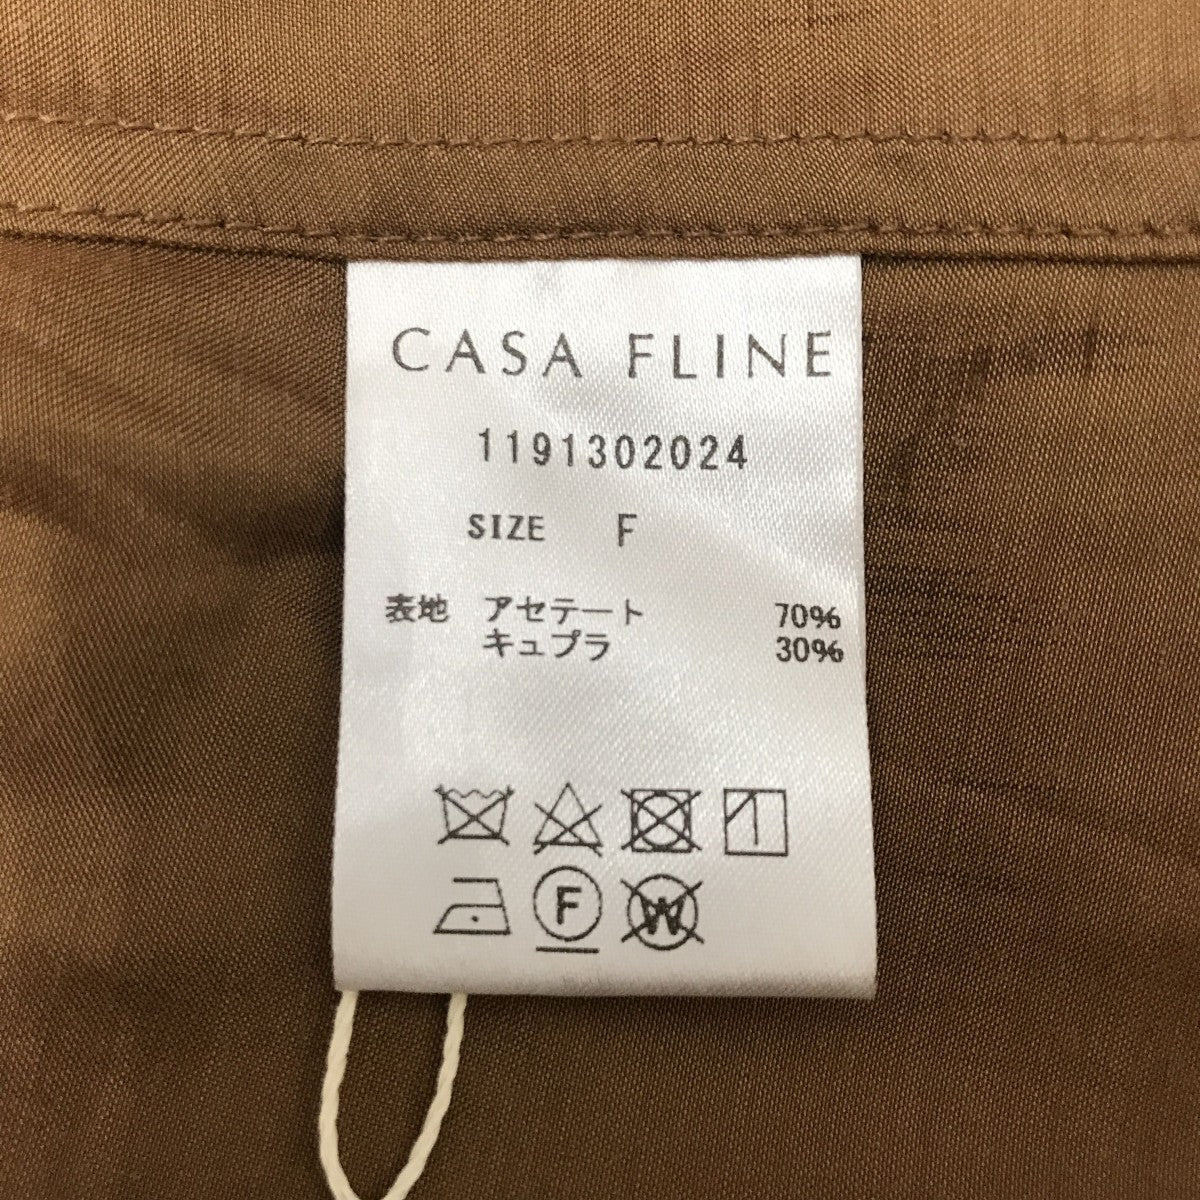 CASA FLINE
1191302024
SIZE F
表地 アセテート 70%
キュプラ 30%
F W